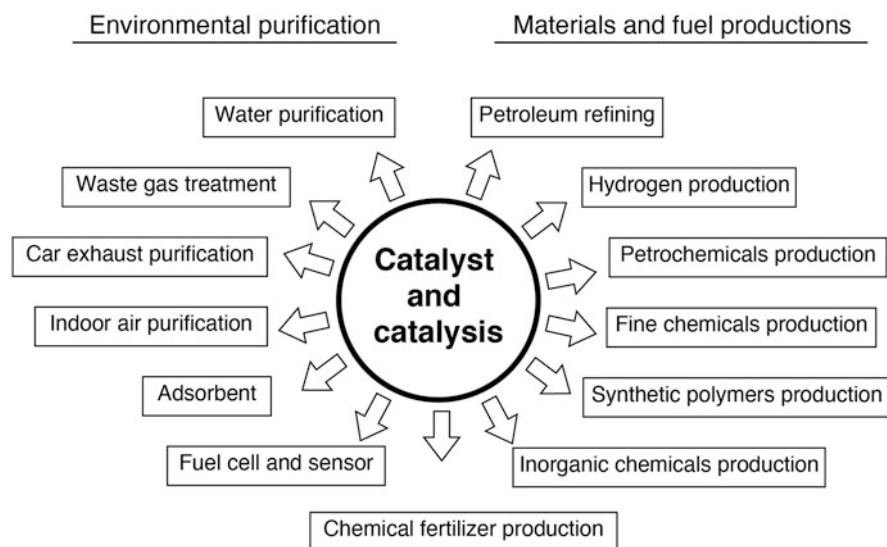 Environmental purification
Materials and fuel productions
Water purification
Petroleum refining
Waste gas treatment
Hydrogen production
Car exhaust purification
Petrochemicals production
Catalyst
and
catalysis
Indoor air purification
Fine chemicals production
Adsorbent
Synthetic polymers production
Fuel cell and sensor
Inorganic chemicals production
Chemical fertilizer production